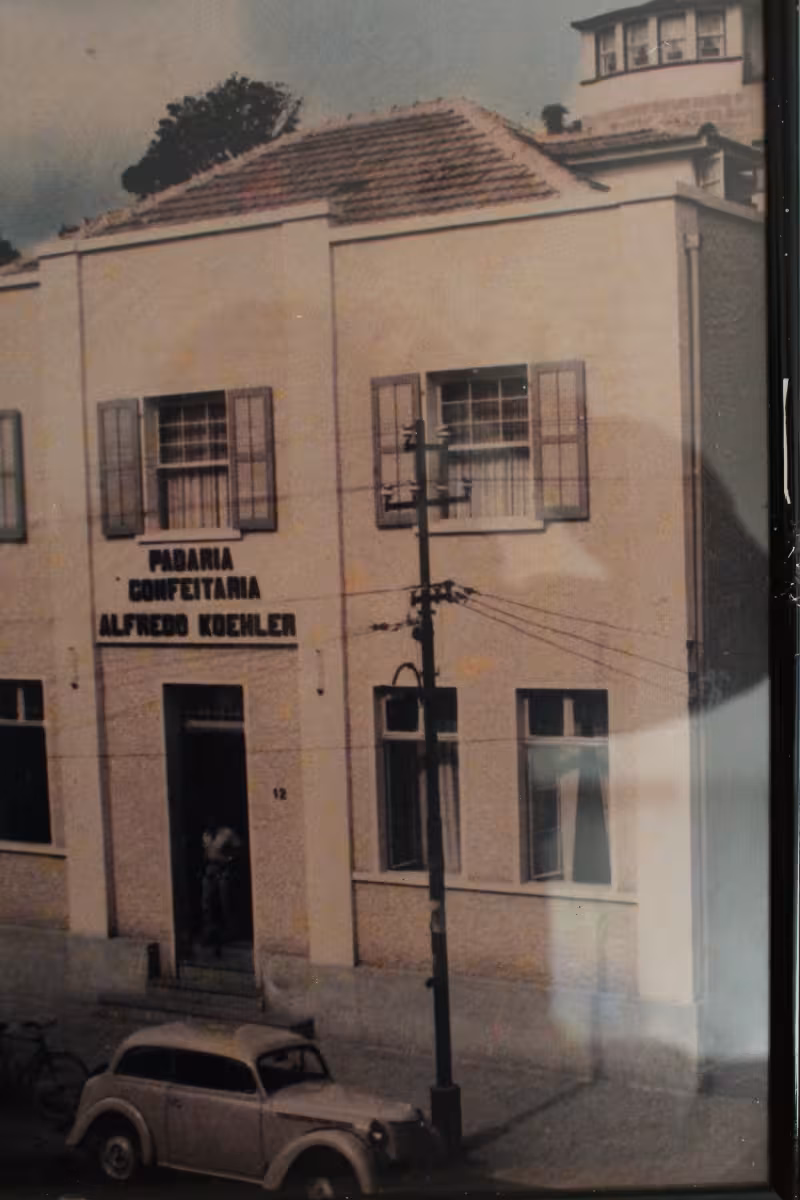 PADARIA
CONFEITARIA
ALFREDO KOEHLER
12